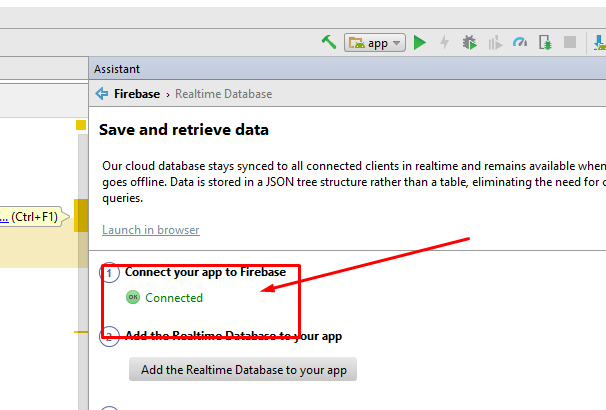 app
Assistant
Firebase › Realtime Database
Save and retrieve data
Our cloud database stays synced to all connected clients in realtime and remains available when
goes offline. Data is stored in a JSON tree structure rather than a table, eliminating the need for
... (Ctrl+F1)
queries.
Launch in browser
1 Connect your app to Firebase
OK Connected
2 Add the Realtime Database to your app
Add the Realtime Database to your app